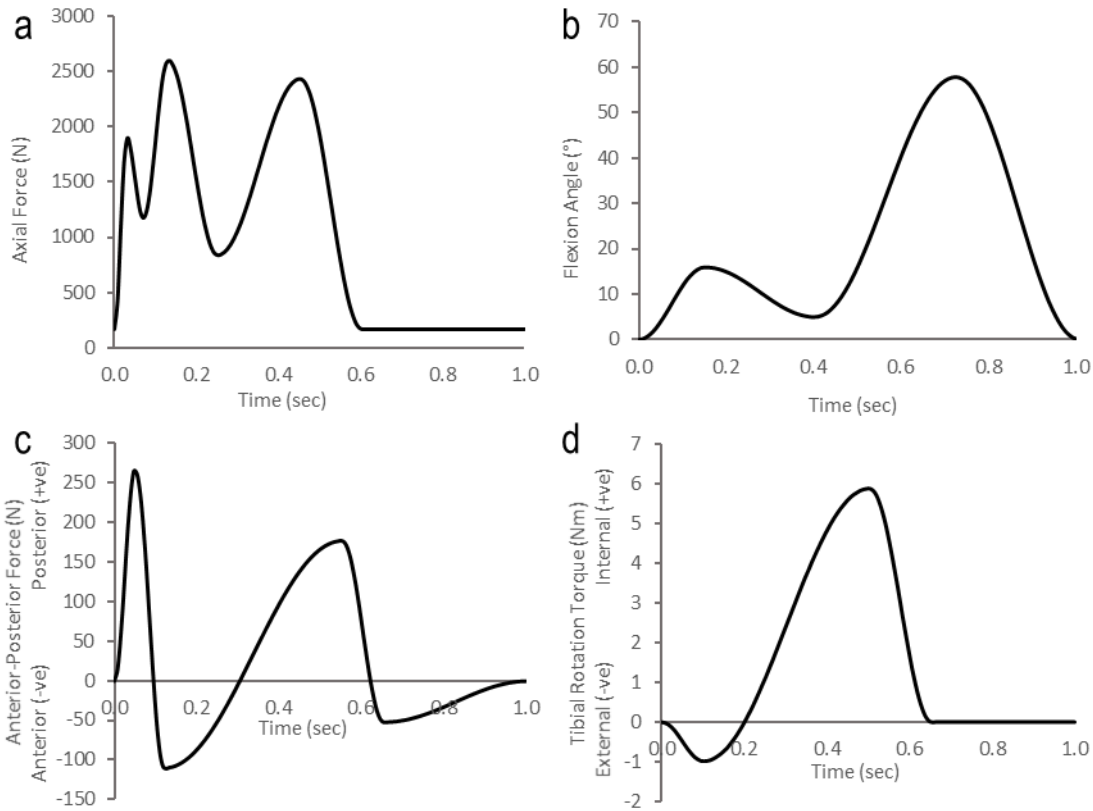 a
3000
2500
2000
1500
1000
500
0
0.0 0.2 0.4 0.6 0.8 1.0
Time (sec)
Axial Force (N)
b
70
60
50
40
30
20
10
0
0.0 0.2 0.4 0.6 0.8 1.0
Time (sec)
Flexion Angle (°)
c
300
250
200
150
100
50
0
-50
-100
-150
0.0 0.2 0.4 0.6 0.8 1.0
Time (sec)
Anterior-Posterior Force (N)
Anterior (-ve) Posterior (+ve)
d
7
6
5
4
3
2
1
0
-1
-2
0.0 0.2 0.4 0.6 0.8 1.0
Time (sec)
Tibial Rotation Torque (Nm)
External (-ve) Internal (+ve)